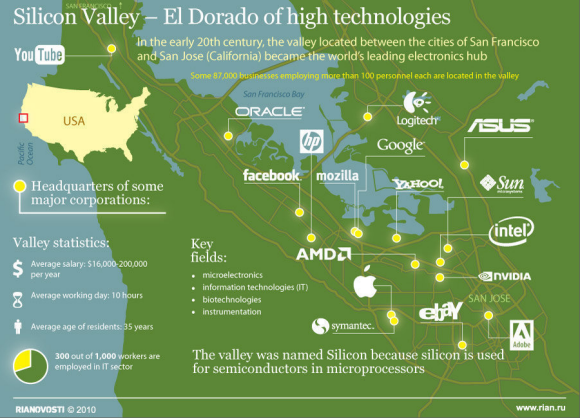 SAN FRANCISCO
Silicon Valley – El Dorado of high technologies
In the early 20th century, the valley located between the cities of San Francisco
and San Jose (California) became the world's leading electronics hub
Some 87,000 businesses employing more than 100 personnel each are located in the valley
YouTube
USA
Pacific
Ocean
San Francisco Bay
ORACLE
hp
Logitech
ASUS
Google
facebook
mozilla
YAHOO!
Sun
microsystems
intel
AMD
NVIDIA
SAN JOSE
ebay
symantec.
Adobe
Headquarters of some
major corporations:
Valley statistics:
$
Average salary: $16,000-200,000
per year
Average working day: 10 hours
Average age of residents: 35 years
300 out of 1,000 workers are
employed in IT sector
Key
fields:
• microelectronics
• information technologies (IT)
• biotechnologies
• instrumentation
The valley was named Silicon because silicon is used
for semiconductors in microprocessors
RIANOVOSTI © 2010
www.rian.ru